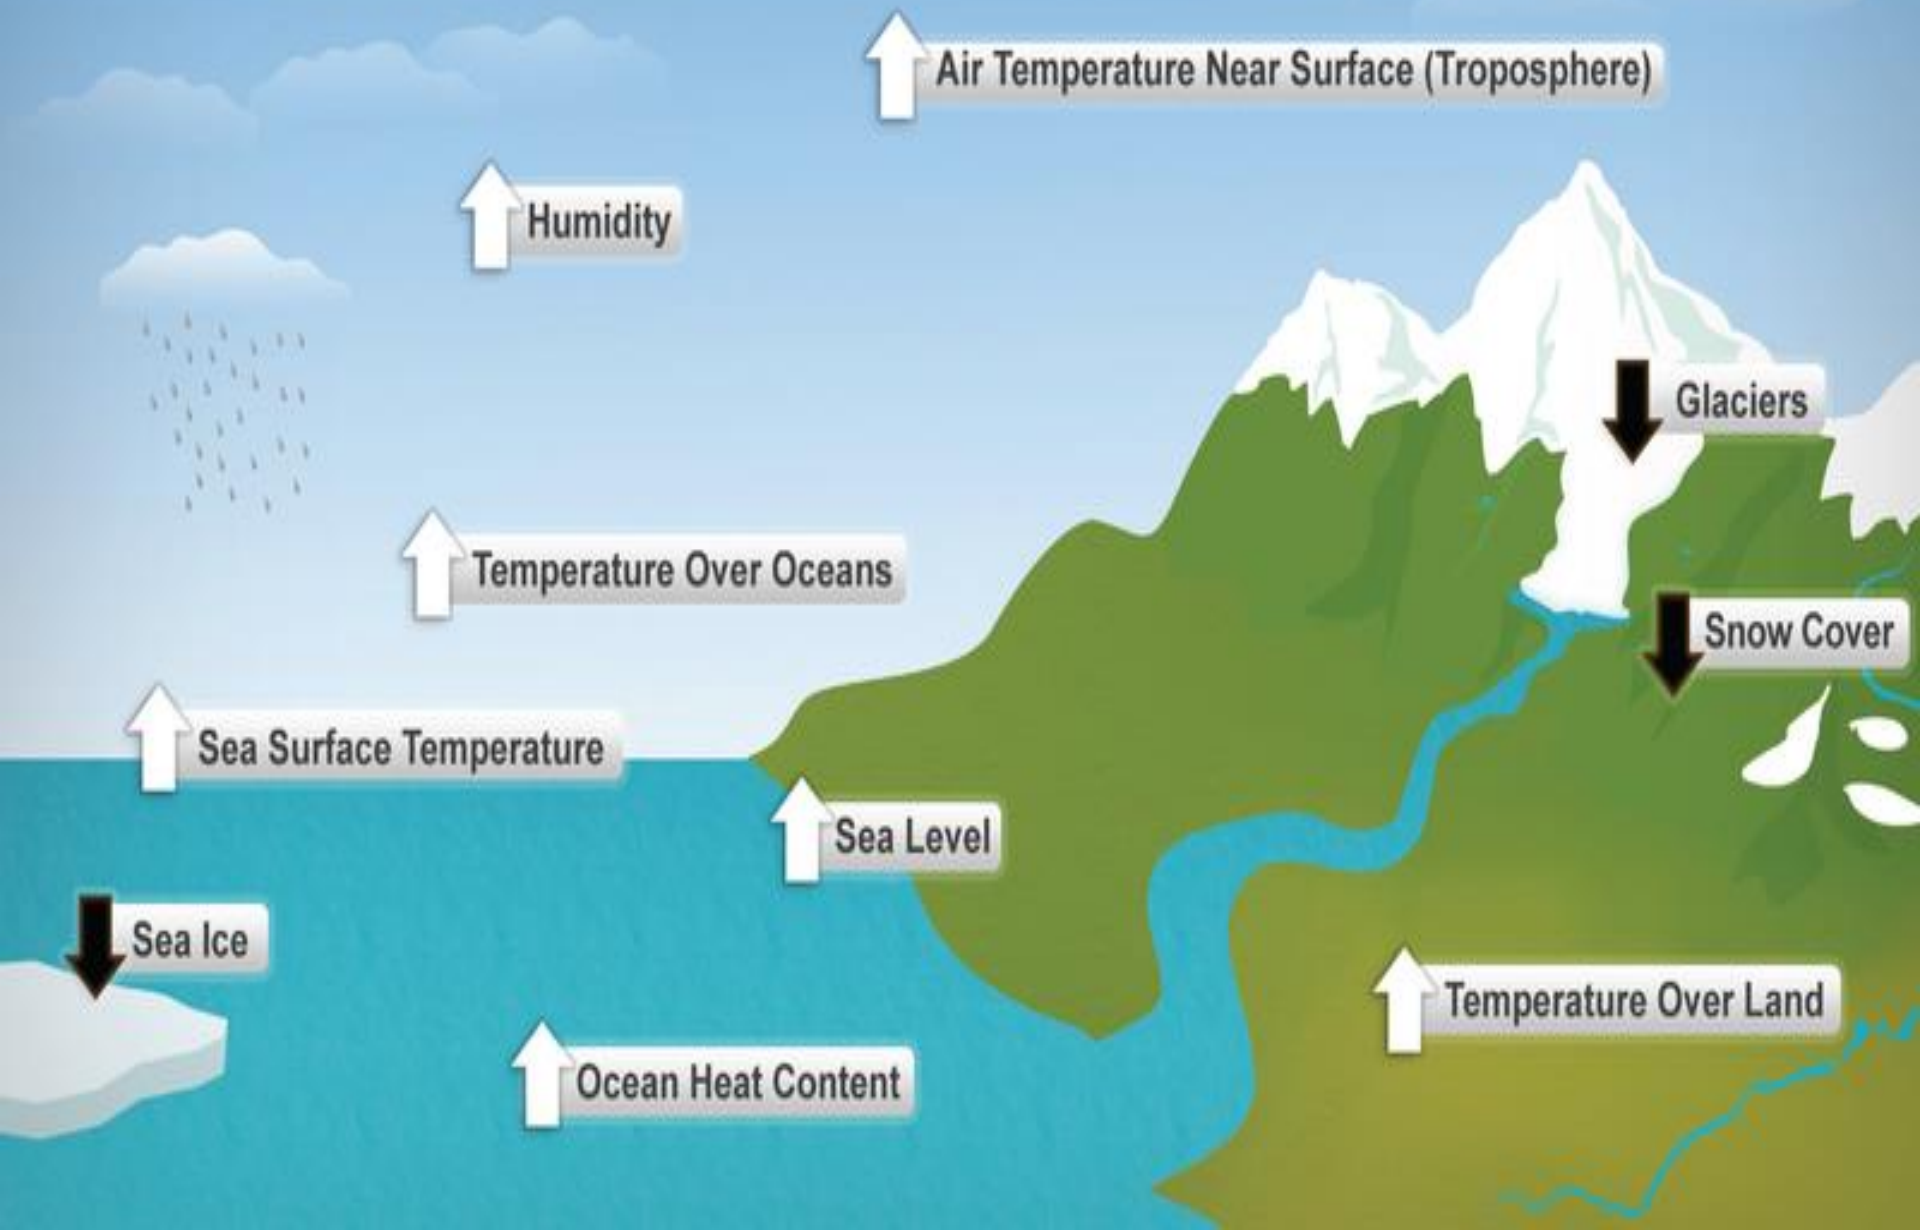 Air Temperature Near Surface (Troposphere)
Humidity
Glaciers
Temperature Over Oceans
Snow Cover
Sea Surface Temperature
Sea Level
Sea Ice
Temperature Over Land
Ocean Heat Content